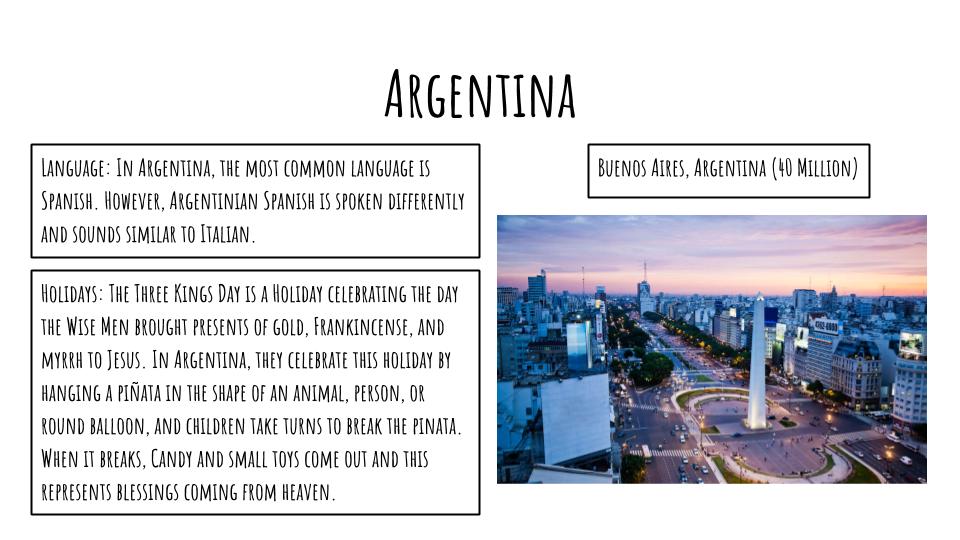 Argentina
Language: In Argentina, the most common language is
Spanish. However, Argentinian Spanish is spoken differently
and sounds similar to Italian.
Buenos Aires, Argentina (40 Million)
Holidays: The Three Kings Day is a Holiday celebrating the day
the Wise Men brought presents of gold, Frankincense, and
myrrh to Jesus. In Argentina, they celebrate this holiday by
hanging a piñata in the shape of an animal, person, or
round balloon, and children take turns to break the pinata.
When it breaks, Candy and small toys come out and this
represents blessings coming from heaven.